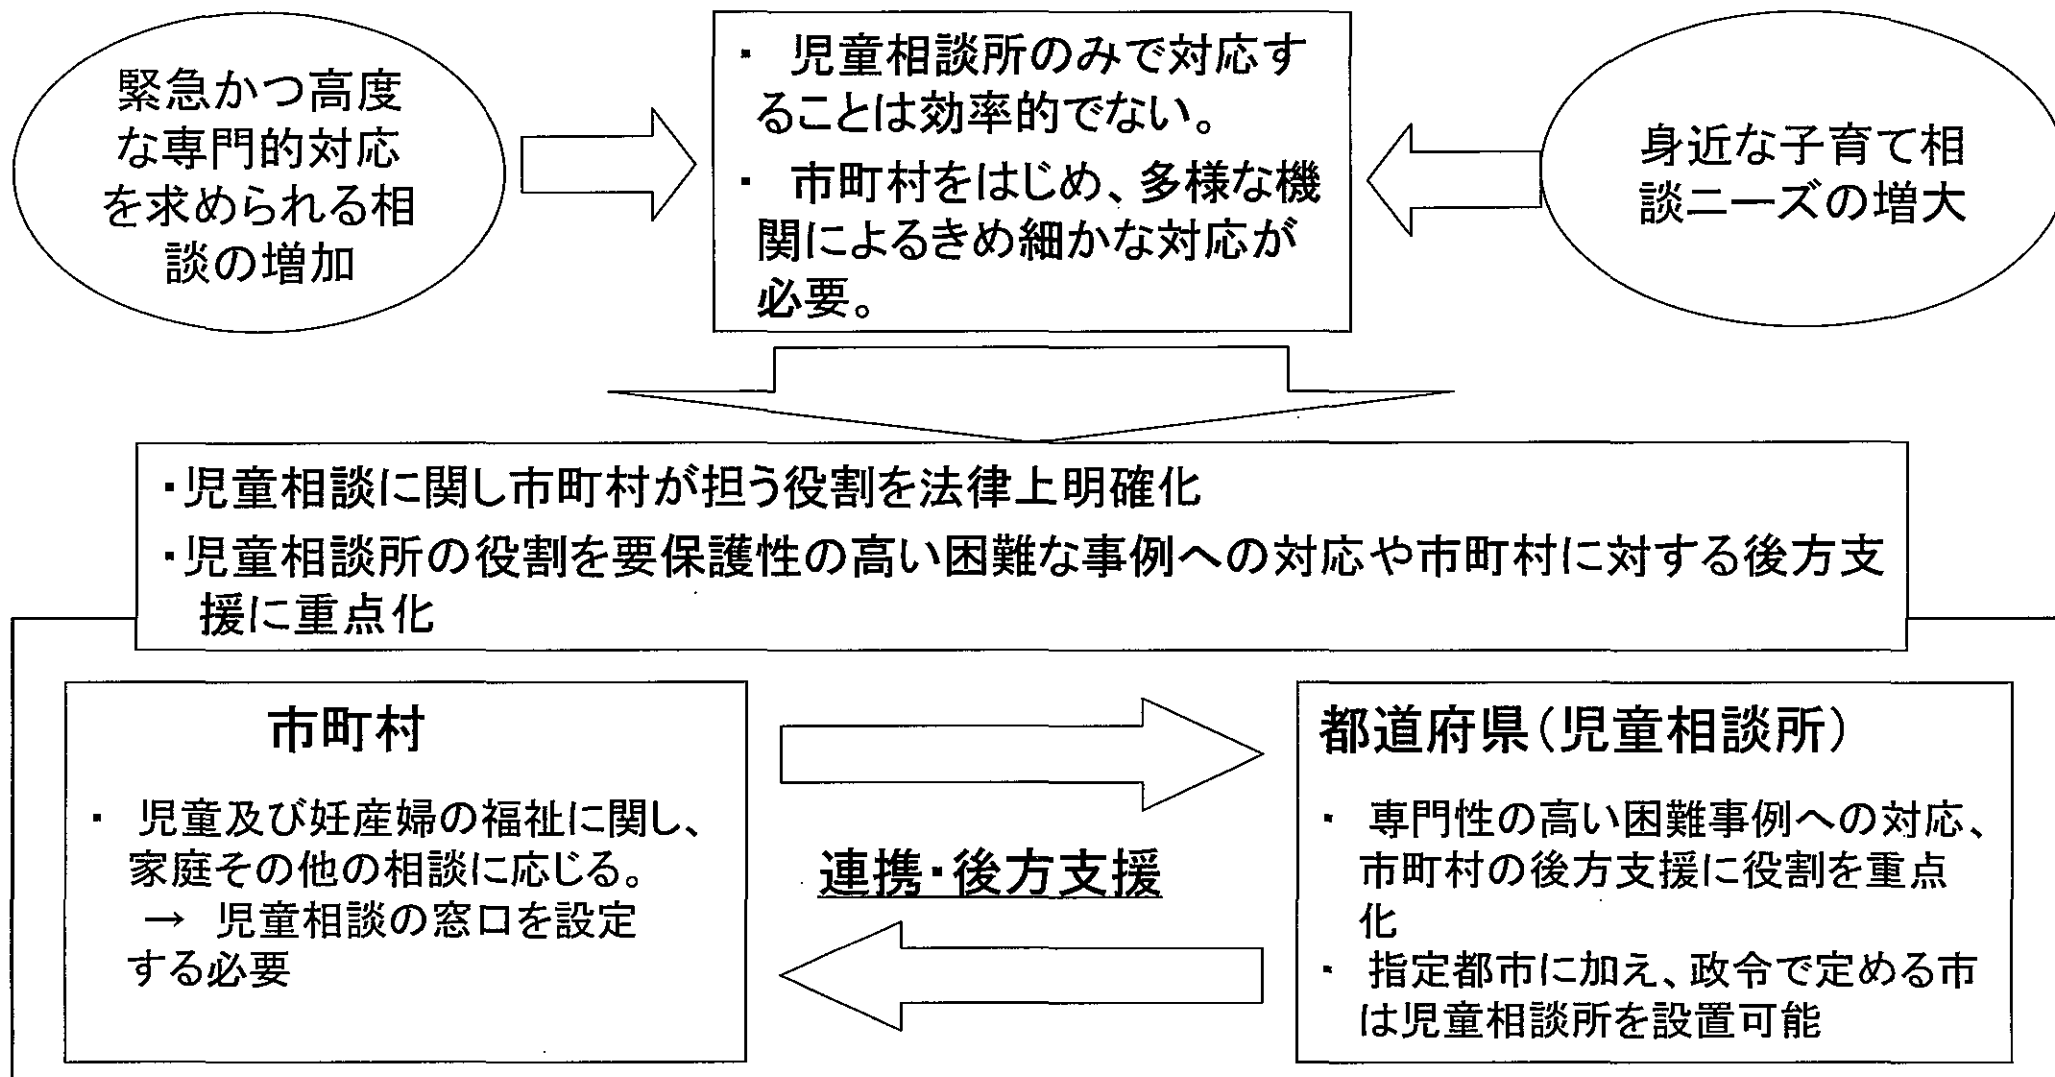 緊急かつ高度
な専門的対応
を求められる相
談の増加
・ 児童相談所のみで対応す
ることは効率的でない。
・ 市町村をはじめ、多様な機
関によるきめ細かな対応が
必要。
身近な子育て相
談ニーズの増大
・児童相談に関し市町村が担う役割を法律上明確化
・児童相談所の役割を要保護性の高い困難な事例への対応や市町村に対する後方支
援に重点化
市町村
・ 児童及び妊産婦の福祉に関し、
家庭その他の相談に応じる。
→ 児童相談の窓口を設定
する必要
連携・後方支援
都道府県(児童相談所)
・ 専門性の高い困難事例への対応、
市町村の後方支援に役割を重点
化
・ 指定都市に加え、政令で定める市
は児童相談所を設置可能